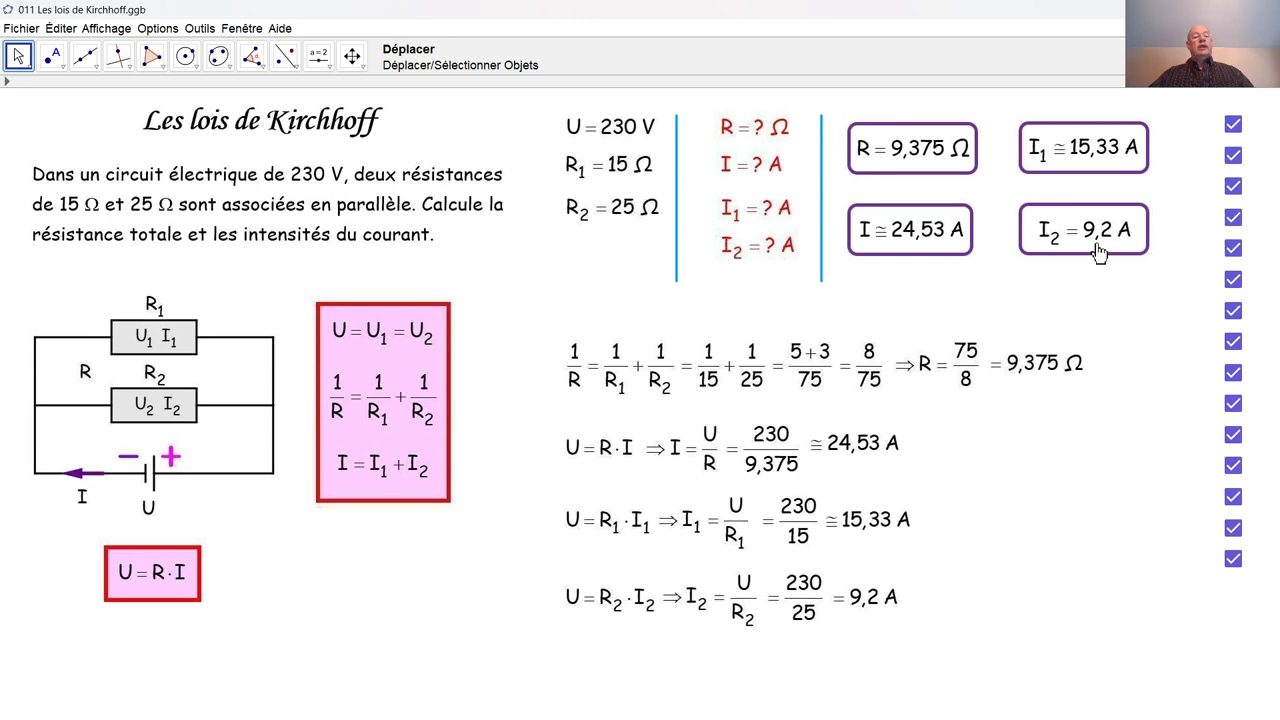 011 Les lois de Kirchhoff.ggb
Fichier Éditer Affichage Options Outils Fenêtre Aide
A
a=2
Déplacer
Déplacer/Sélectionner Objets
Les lois de Kirchhoff
Dans un circuit électrique de 230 V, deux résistances
de 15 Ω et 25 Ω sont associées en parallèle. Calcule la
résistance totale et les intensités du courant.
U = 230 V
R₁ = 15 Ω
R₂ = 25 Ω
R = ? Ω
I = ? A
I₁ = ? A
I₂ = ? A
R = 9,375 Ω
I₁ ≅ 15,33 A
I ≅ 24,53 A
I₂ = 9,2 A
R₁
U₁ I₁
R
R₂
U₂ I₂
− +
I
U
U = R · I
U = U₁ = U₂
1/R = 1/R₁ + 1/R₂
I = I₁ + I₂
1/R = 1/R₁ + 1/R₂ = 1/15 + 1/25 = (5+3)/75 = 8/75 ⇒ R = 75/8 = 9,375 Ω
U = R · I ⇒ I = U/R = 230/9,375 ≅ 24,53 A
U = R₁ · I₁ ⇒ I₁ = U/R₁ = 230/15 ≅ 15,33 A
U = R₂ · I₂ ⇒ I₂ = U/R₂ = 230/25 = 9,2 A